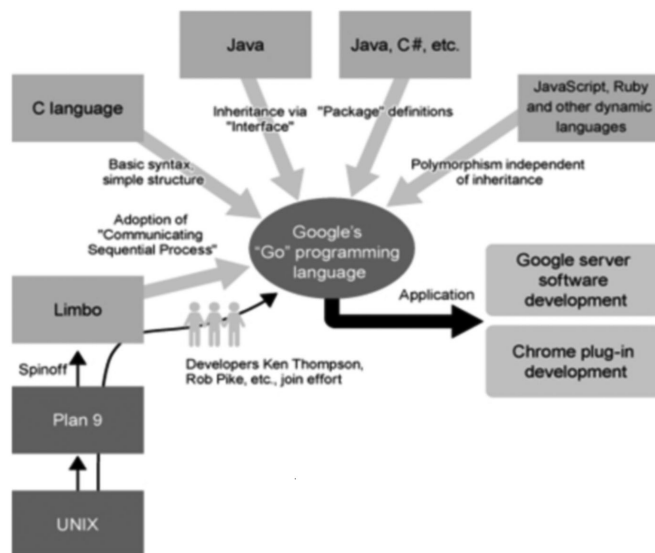 Java
Java, C#, etc.
C language
JavaScript, Ruby
and other dynamic
languages
Inheritance via
"Interface"
"Package" definitions
Basic syntax,
simple structure
Polymorphism independent
of inheritance
Adoption of
"Communicating
Sequential Process"
Google's
"Go" programming
language
Google server
software
development
Application
Limbo
Chrome plug-in
development
Developers Ken Thompson,
Rob Pike, etc., join effort
Spinoff
Plan 9
UNIX